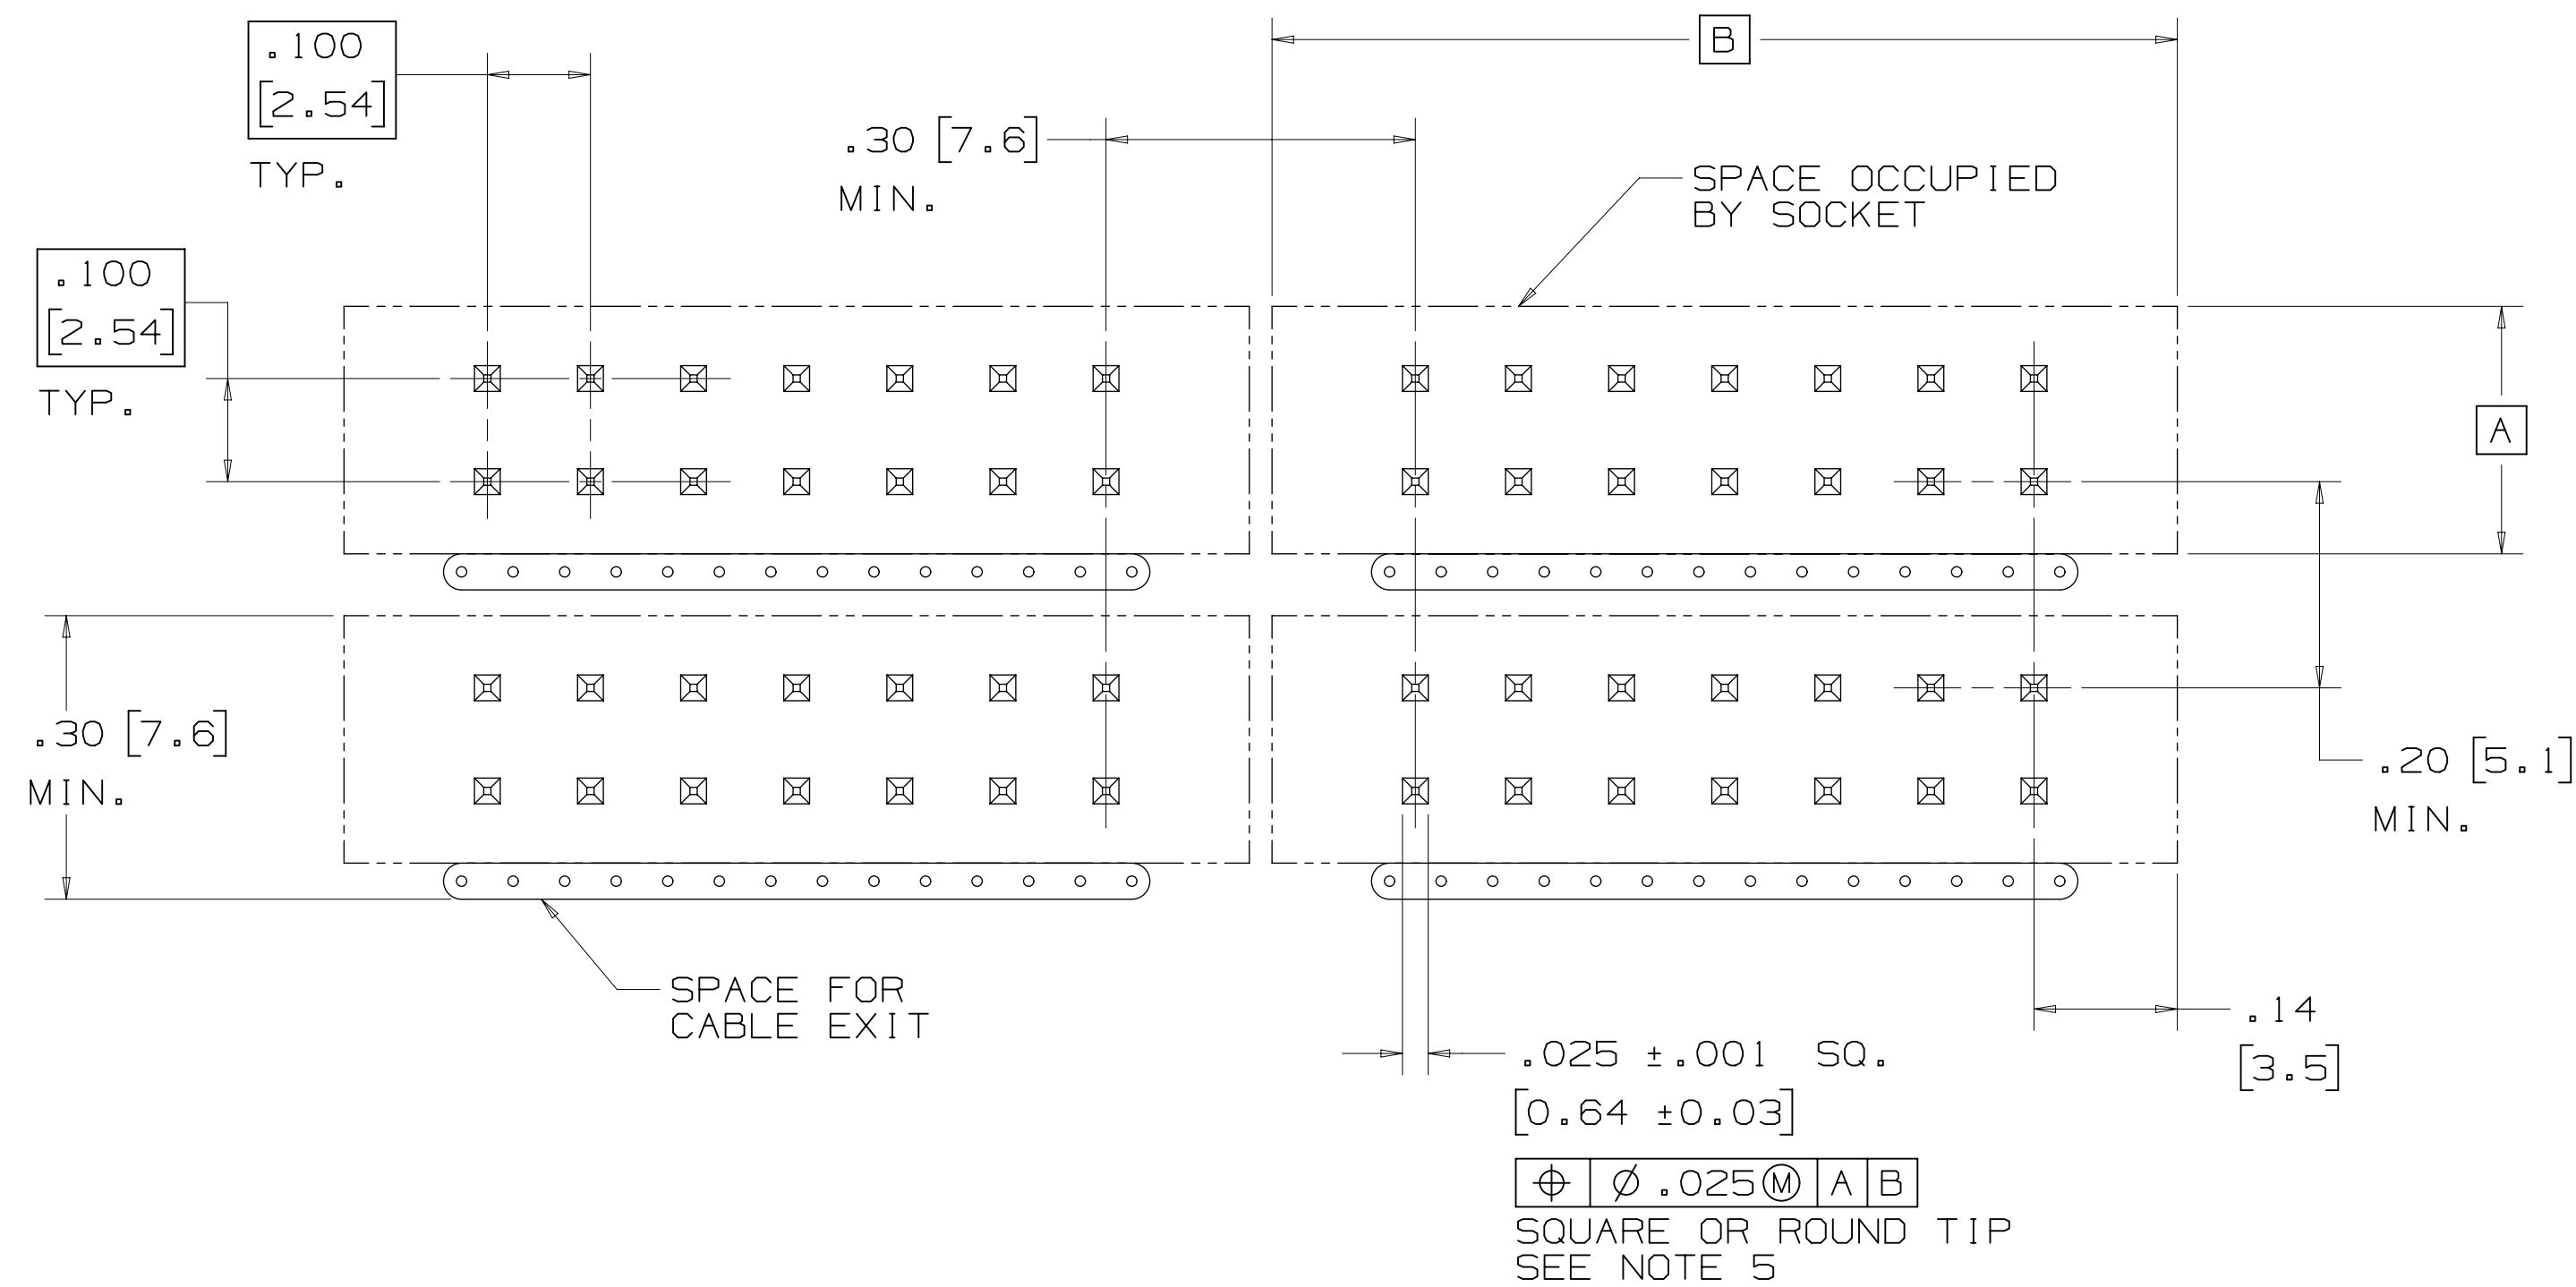 .100
[2.54]
TYP.
B
.30 [7.6]
MIN.
SPACE OCCUPIED
BY SOCKET
.100
[2.54]
TYP.
A
.30 [7.6]
MIN.
.20 [5.1]
MIN.
SPACE FOR
CABLE EXIT
.14
[3.5]
.025 ±.001 SQ.
[0.64 ±0.03]
⌖ ⌀ .025 Ⓜ A B
SQUARE OR ROUND TIP
SEE NOTE 5